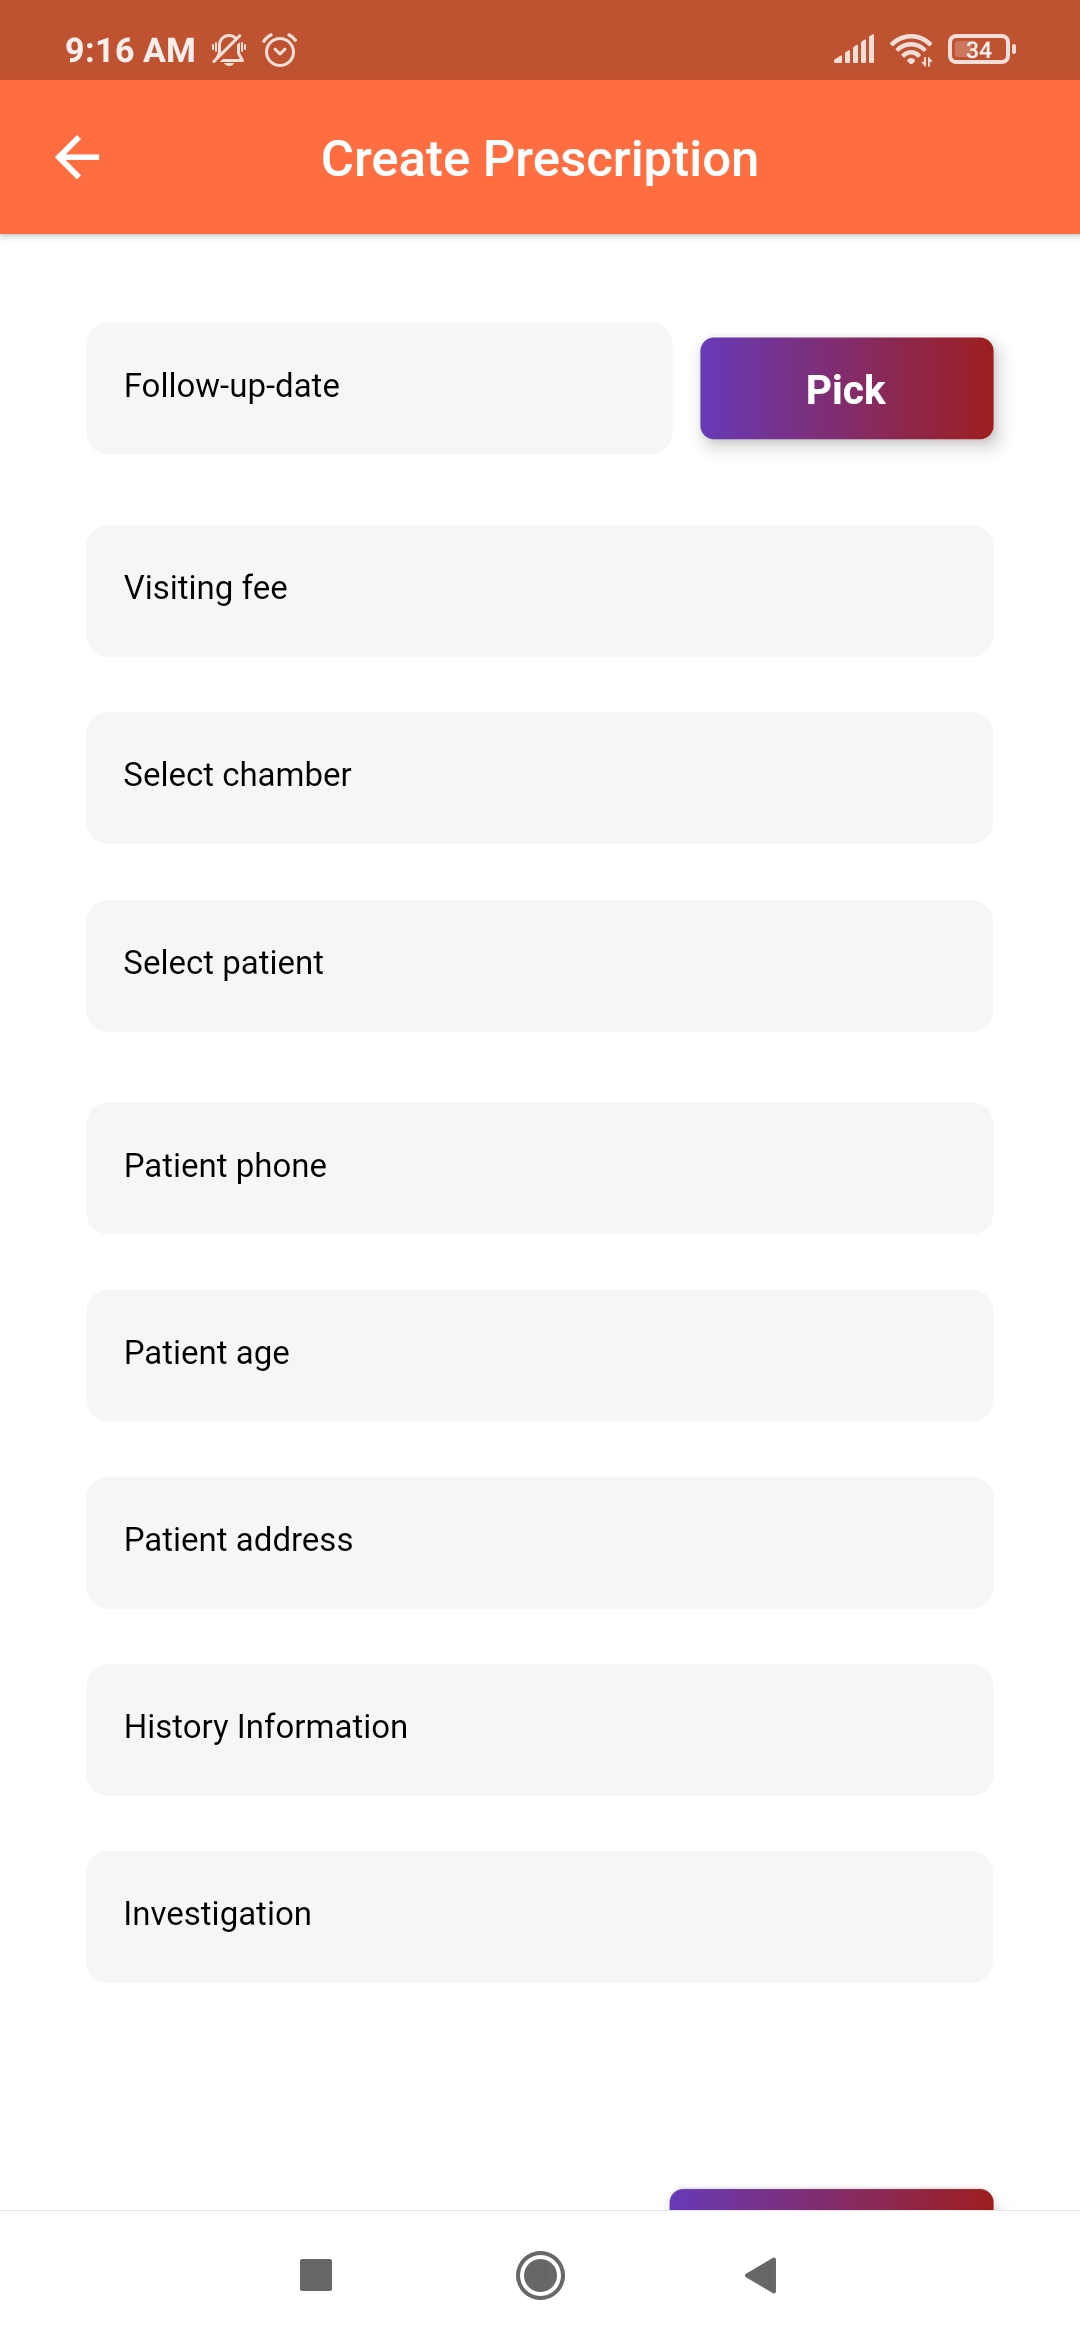 9:16 AM 34
Create Prescription
Follow-up-date
Pick
Visiting fee
Select chamber
Select patient
Patient phone
Patient age
Patient address
History Information
Investigation